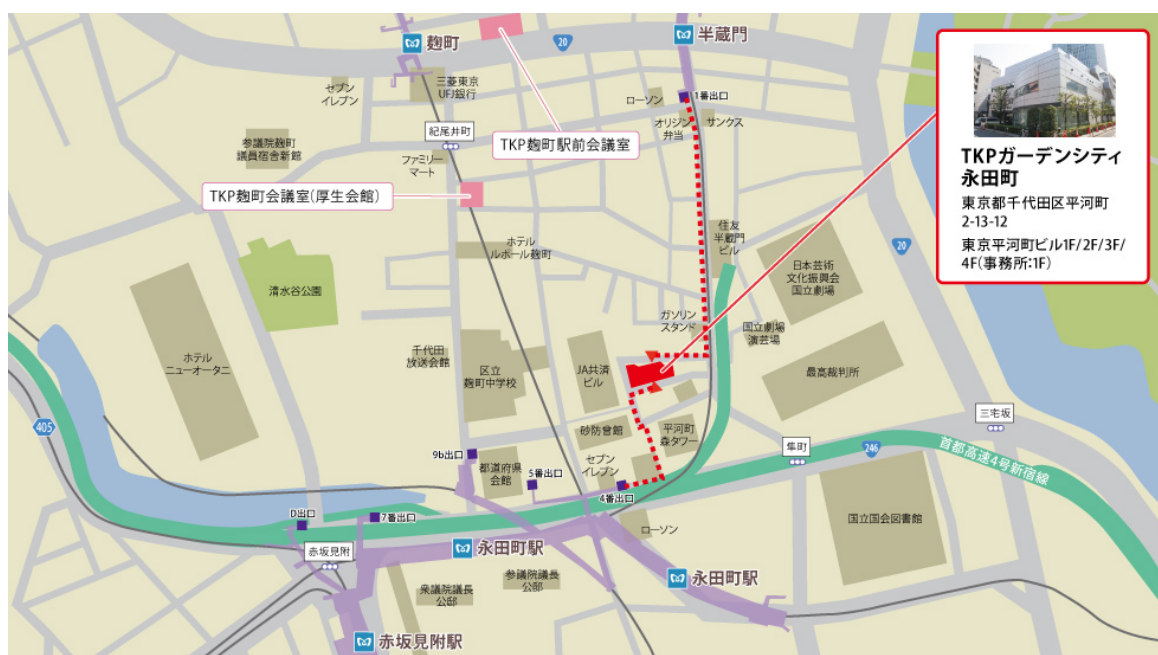 麹町
20
半蔵門
セブン
イレブン
三菱東京
UFJ銀行
ローソン
1番出口
オリジン
弁当
サンクス
紀尾井町
参議院麹町
議員宿舎新館
TKP麹町駅前会議室
ファミリー
マート
TKP麹町会議室(厚生会館)
TKPガーデンシティ
永田町
東京都千代田区平河町
2-13-12
東京平河町ビル1F/2F/3F/
4F(事務所:1F)
ホテル
ルポール麹町
住友
半蔵門
ビル
20
日本芸術
文化振興会
国立劇場
清水谷公園
ガソリン
スタンド
国立劇場
演芸場
ホテル
ニューオータニ
千代田
放送会館
区立
麹町中学校
JA共済
ビル
最高裁判所
405
砂防會館
平河町
森タワー
三宅坂
隼町
246
首都高速4号新宿線
9b出口
都道府県
会館
5番出口
セブン
イレブン
4番出口
D出口
7番出口
ローソン
国立国会図書館
赤坂見附
永田町駅
永田町駅
衆議院議長
公邸
参議院議長
公邸
赤坂見附駅